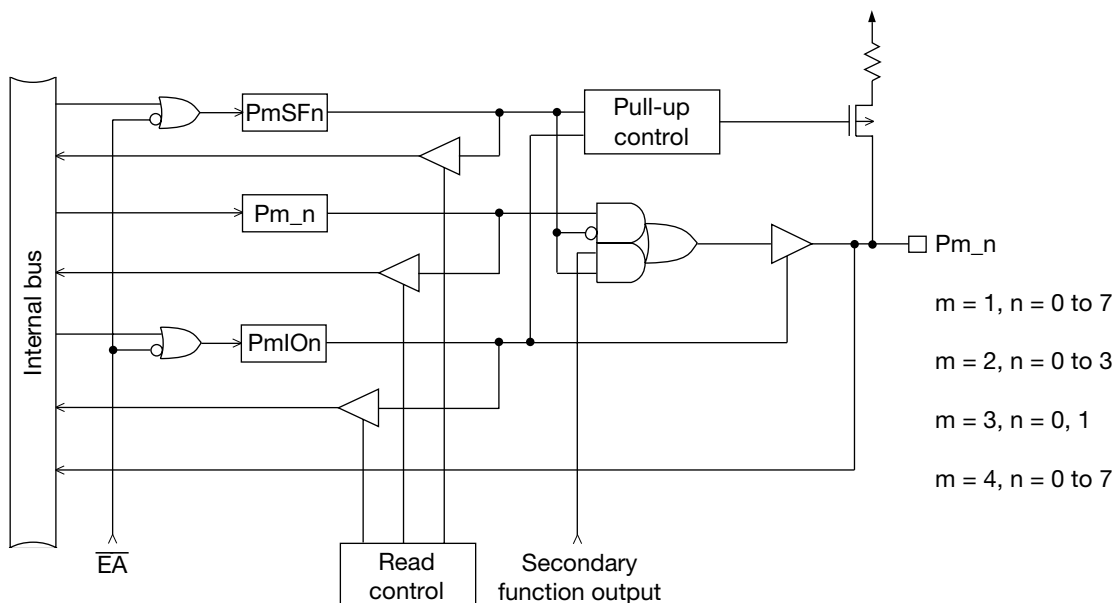 PmSFn
Pull-up
control
Pm_n
Pm_n
Internal bus
m = 1, n = 0 to 7
PmIOn
m = 2, n = 0 to 3
m = 3, n = 0, 1
m = 4, n = 0 to 7
EA
Read
control
Secondary
function output